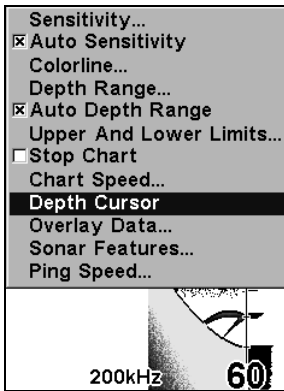 Sensitivity...
Auto Sensitivity
Colorline...
Depth Range...
Auto Depth Range
Upper And Lower Limits...
Stop Chart
Chart Speed...
Depth Cursor
Overlay Data...
Sonar Features...
Ping Speed...
200kHz 60